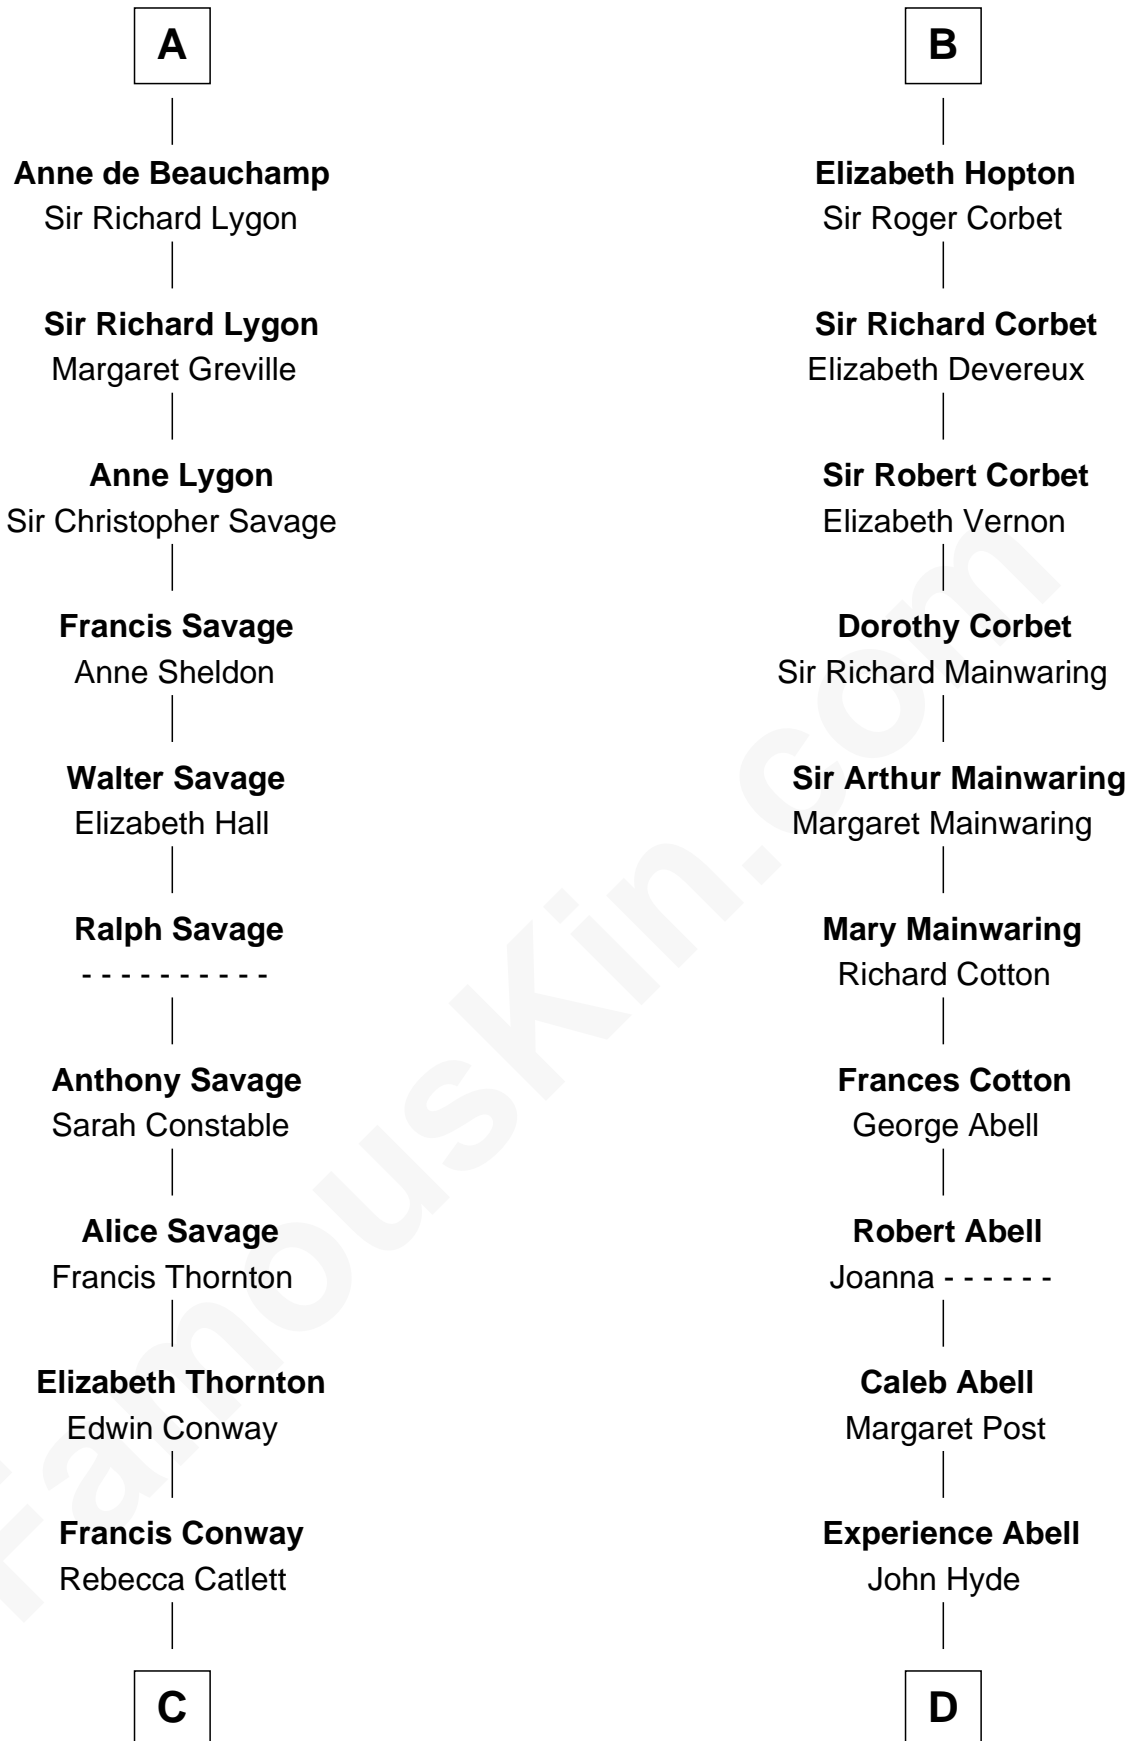 A
Anne de Beauchamp
Sir Richard Lygon
Sir Richard Lygon
Margaret Greville
Anne Lygon
Sir Christopher Savage
Francis Savage
Anne Sheldon
Walter Savage
Elizabeth Hall
Ralph Savage
- - - - - - - - - -
Anthony Savage
Sarah Constable
Alice Savage
Francis Thornton
Elizabeth Thornton
Edwin Conway
Francis Conway
Rebecca Catlett
C
B
Elizabeth Hopton
Sir Roger Corbet
Sir Richard Corbet
Elizabeth Devereux
Sir Robert Corbet
Elizabeth Vernon
Dorothy Corbet
Sir Richard Mainwaring
Sir Arthur Mainwaring
Margaret Mainwaring
Mary Mainwaring
Richard Cotton
Frances Cotton
George Abell
Robert Abell
Joanna - - - - - -
Caleb Abell
Margaret Post
Experience Abell
John Hyde
D
FamousKin.com